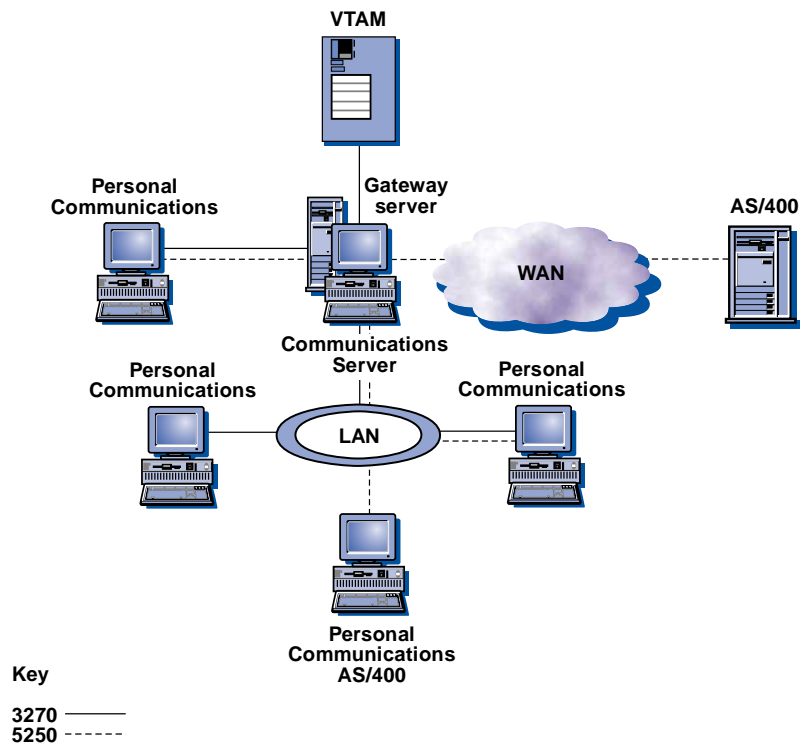 VTAM
Personal
Communications
Gateway
server
AS/400
WAN
Communications
Server
Personal
Communications
Personal
Communications
LAN
Personal
Communications
AS/400
Key
3270
5250